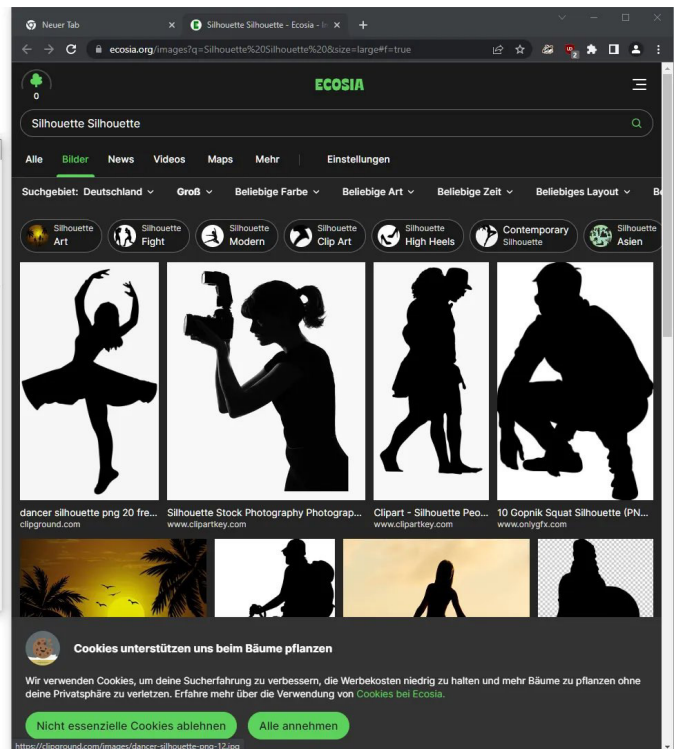 Neuer Tab
Silhouette Silhouette - Ecosia - 
ecosia.org/images?q=Silhouette%20Silhouette%20&size=large#f=true
2
0
ECOSIA
Silhouette Silhouette
Alle Bilder News Videos Maps Mehr Einstellungen
Suchgebiet: Deutschland Groß Beliebige Farbe Beliebige Art Beliebige Zeit Beliebiges Layout
Silhouette
Art
Silhouette
Fight
Silhouette
Modern
Silhouette
Clip Art
Silhouette
High Heels
Contemporary
Silhouette
Silhouette
Asien
dancer silhouette png 20 fre...
clipground.com
Silhouette Stock Photography Photograp...
www.clipartkey.com
Clipart - Silhouette Peo...
www.clipartkey.com
10 Gopnik Squat Silhouette (PN...
www.onlygfx.com
Cookies unterstützen uns beim Bäume pflanzen
Wir verwenden Cookies, um deine Sucherfahrung zu verbessern, die Werbekosten niedrig zu halten und mehr Bäume zu pflanzen ohne
deine Privatsphäre zu verletzen. Erfahre mehr über die Verwendung von Cookies bei Ecosia.
Nicht essenzielle Cookies ablehnen Alle annehmen
https://clipground.com/images/dancer-silhouette-png-12.jpg